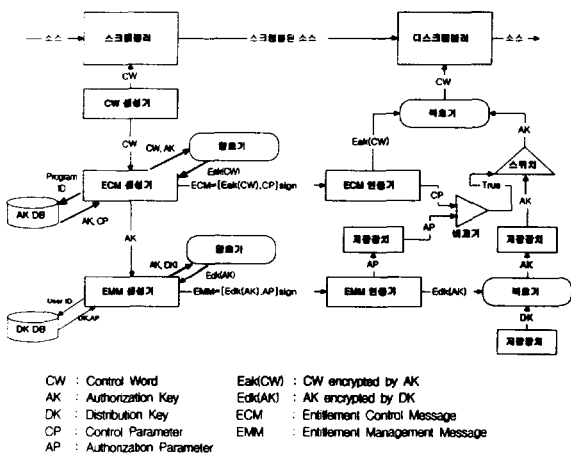 소스 스크램블러 스크램블된 소스 디스크램블러 소스
CW CW
CW 생성기 복호기
CW CW, AK 암호기 Eak(CW) AK
Eak(CW) 스위치
Program ID ECM 생성기 ECM=[Eak(CW),CP]sign ECM 인증기 CP True
AK DB AK, CP AP 비교기 AK
AK 저장장치 저장장치
암호기 AP AK
AK, DKI
Edk(AK)
User ID EMM 생성기 EMM=[Edk(AK),AP]sign EMM 인증기 Edk(AK) 복호기
DK DB DK,AP DK
저장장치
CW : Control Word Eak(CW) : CW encrypted by AK
AK : Authorization Key Edk(AK) : AK encrypted by DK
DK : Distribution Key ECM : Entitlement Control Message
CP : Control Parameter EMM : Entitlement Management Message
AP : Authorization Parameter